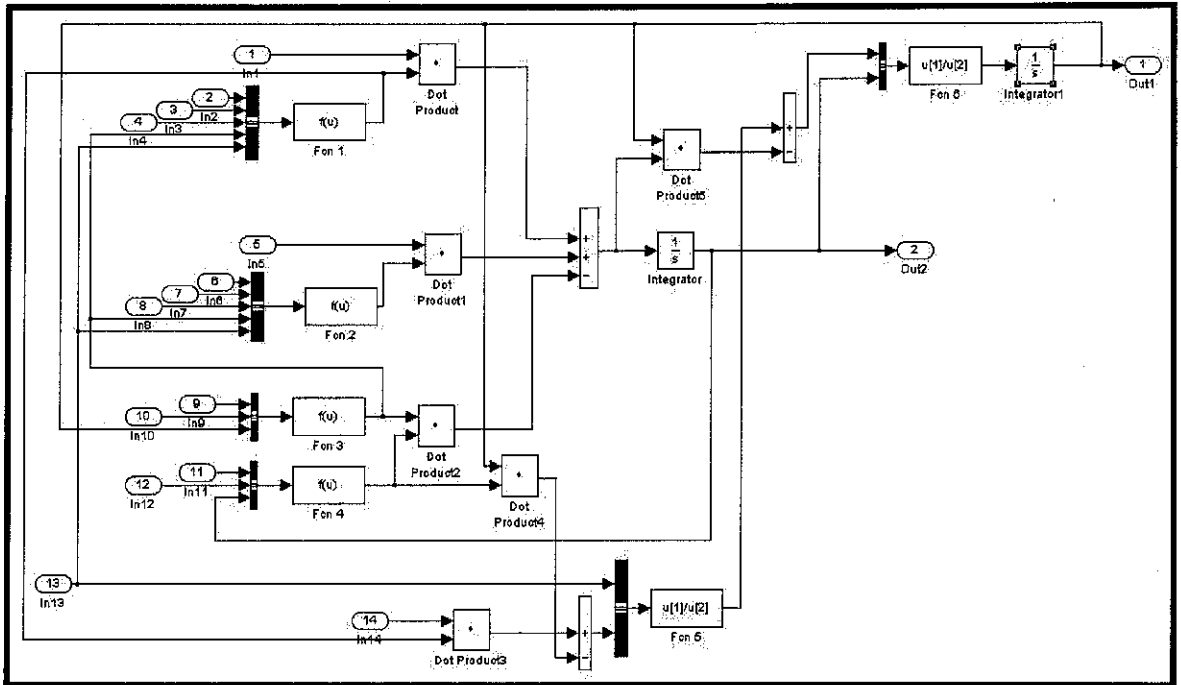 1
In1
2
In2
3
In3
4
In4
f(u)
Fcn 1
Dot
Product
5
In5
6
In6
7
In7
8
In8
f(u)
Fcn 2
Dot
Product1
9
In9
10
In10
f(u)
Fcn 3
Dot
Product2
11
In11
12
In12
f(u)
Fcn 4
Dot
Product4
13
In13
14
In14
Dot Product3
+
−
u[1]/u[2]
Fcn 5
+
+
−
1
s
Integrator
Dot
Product5
+
−
u[1]/u[2]
Fcn 6
1
s
Integrator1
1
Out1
2
Out2